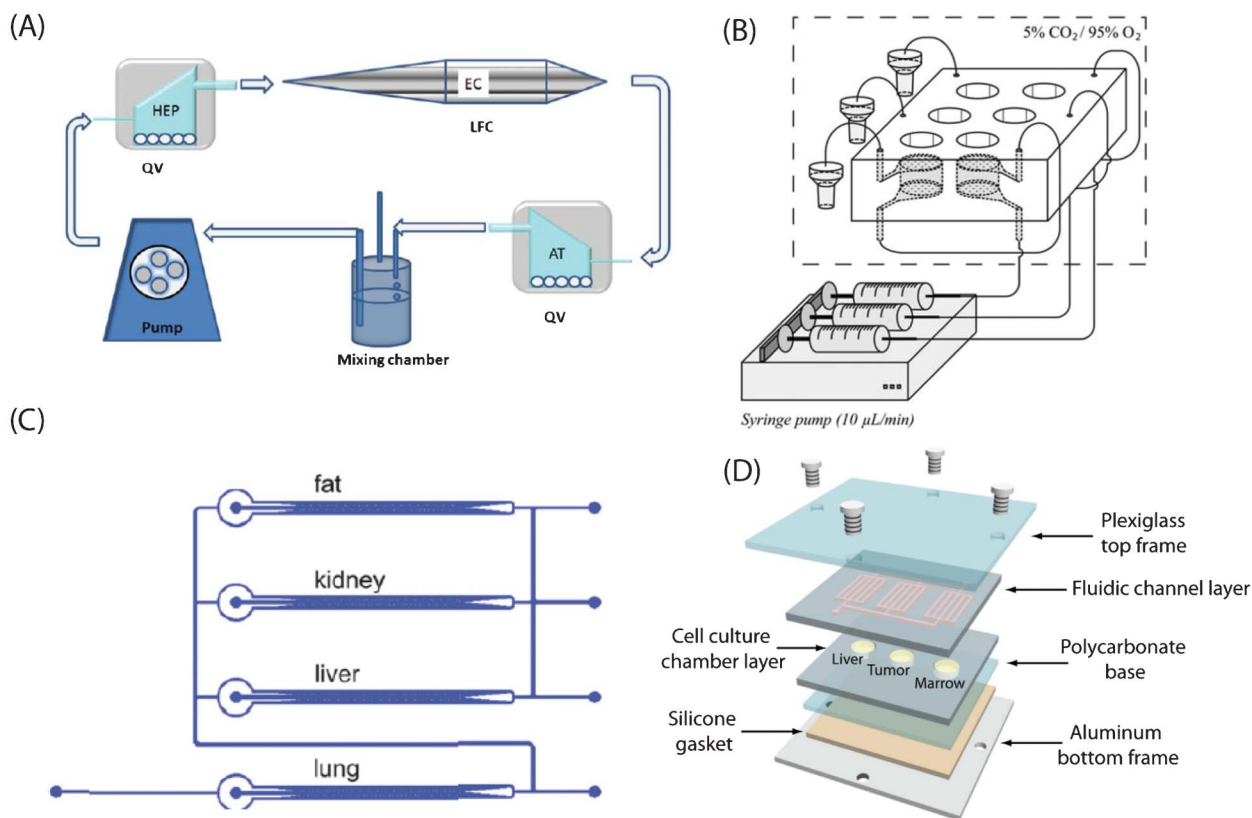 (A)
HEP
QV
EC
LFC
AT
QV
Pump
Mixing chamber
(B)
5% CO₂ / 95% O₂
Syringe pump (10 µL/min)
(C)
fat
kidney
liver
lung
(D)
Plexiglass
top frame
Fluidic channel layer
Cell culture
chamber layer
Liver
Tumor
Marrow
Polycarbonate
base
Silicone
gasket
Aluminum
bottom frame